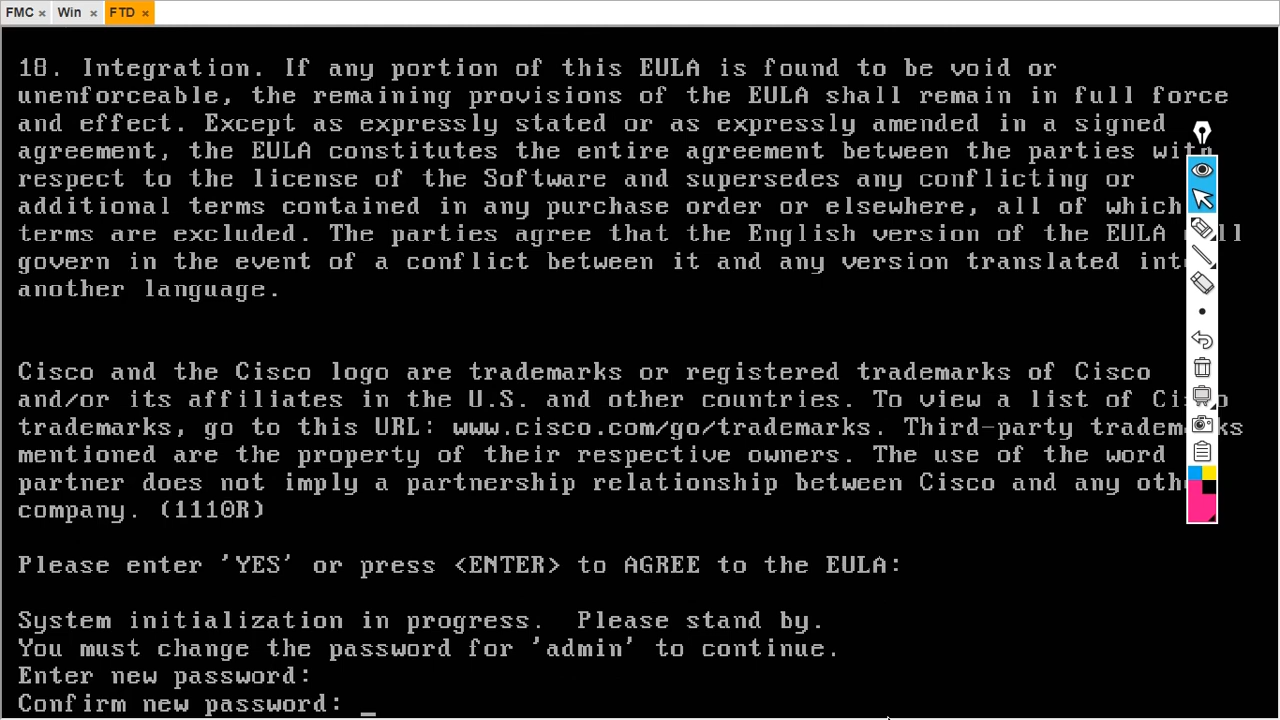 FMC × Win × FTD ×
18. Integration. If any portion of this EULA is found to be void or
unenforceable, the remaining provisions of the EULA shall remain in full force
and effect. Except as expressly stated or as expressly amended in a signed
agreement, the EULA constitutes the entire agreement between the parties with
respect to the license of the Software and supersedes any conflicting or
additional terms contained in any purchase order or elsewhere, all of which
terms are excluded. The parties agree that the English version of the EULA
govern in the event of a conflict between it and any version translated into
another language.
Cisco and the Cisco logo are trademarks or registered trademarks of Cisco
and/or its affiliates in the U.S. and other countries. To view a list of Cisco
trademarks, go to this URL: www.cisco.com/go/trademarks. Third-party trademarks
mentioned are the property of their respective owners. The use of the word
partner does not imply a partnership relationship between Cisco and any other
company. (1110R)
Please enter 'YES' or press <ENTER> to AGREE to the EULA:
System initialization in progress.  Please stand by.
You must change the password for 'admin' to continue.
Enter new password:
Confirm new password: _